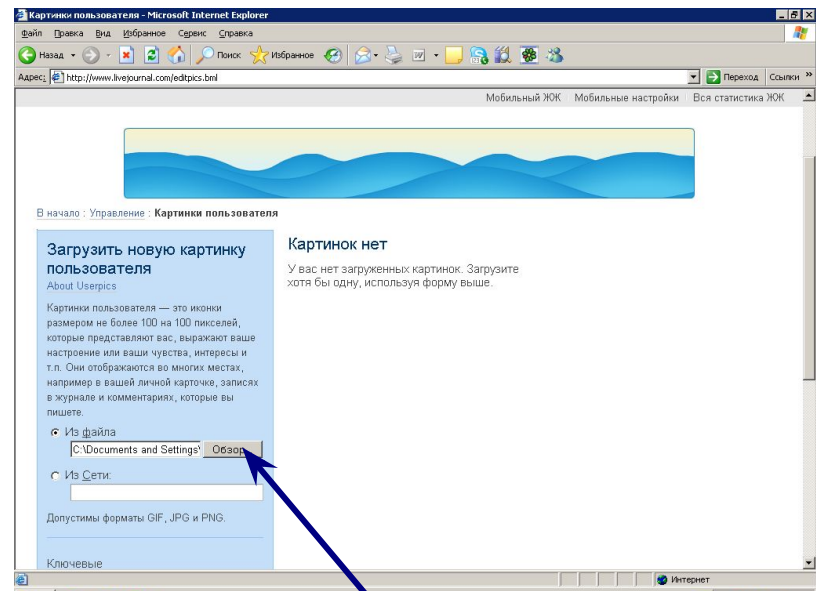 Картинки пользователя - Microsoft Internet Explorer
Файл Правка Вид Избранное Сервис Справка
Назад Поиск Избранное
Адрес: http://www.livejournal.com/editpics.bml Переход Ссылки »
Мобильный ЖЖ Мобильные настройки Вся статистика ЖЖ
В начало : Управление : Картинки пользователя
Загрузить новую картинку
пользователя
About Userpics
Картинки пользователя — это иконки
размером не более 100 на 100 пикселей,
которые представляют вас, выражают ваше
настроение или ваши чувства, интересы и
т.п. Они отображаются во многих местах,
например в вашей личной карточке, записях
в журнале и комментариях, которые вы
пишете.
Из файла
C:\Documents and Settings\ Обзор...
Из Сети:
Допустимы форматы GIF, JPG и PNG.
Ключевые
Картинок нет
У вас нет загруженных картинок. Загрузите
хотя бы одну, используя форму выше.
Интернет